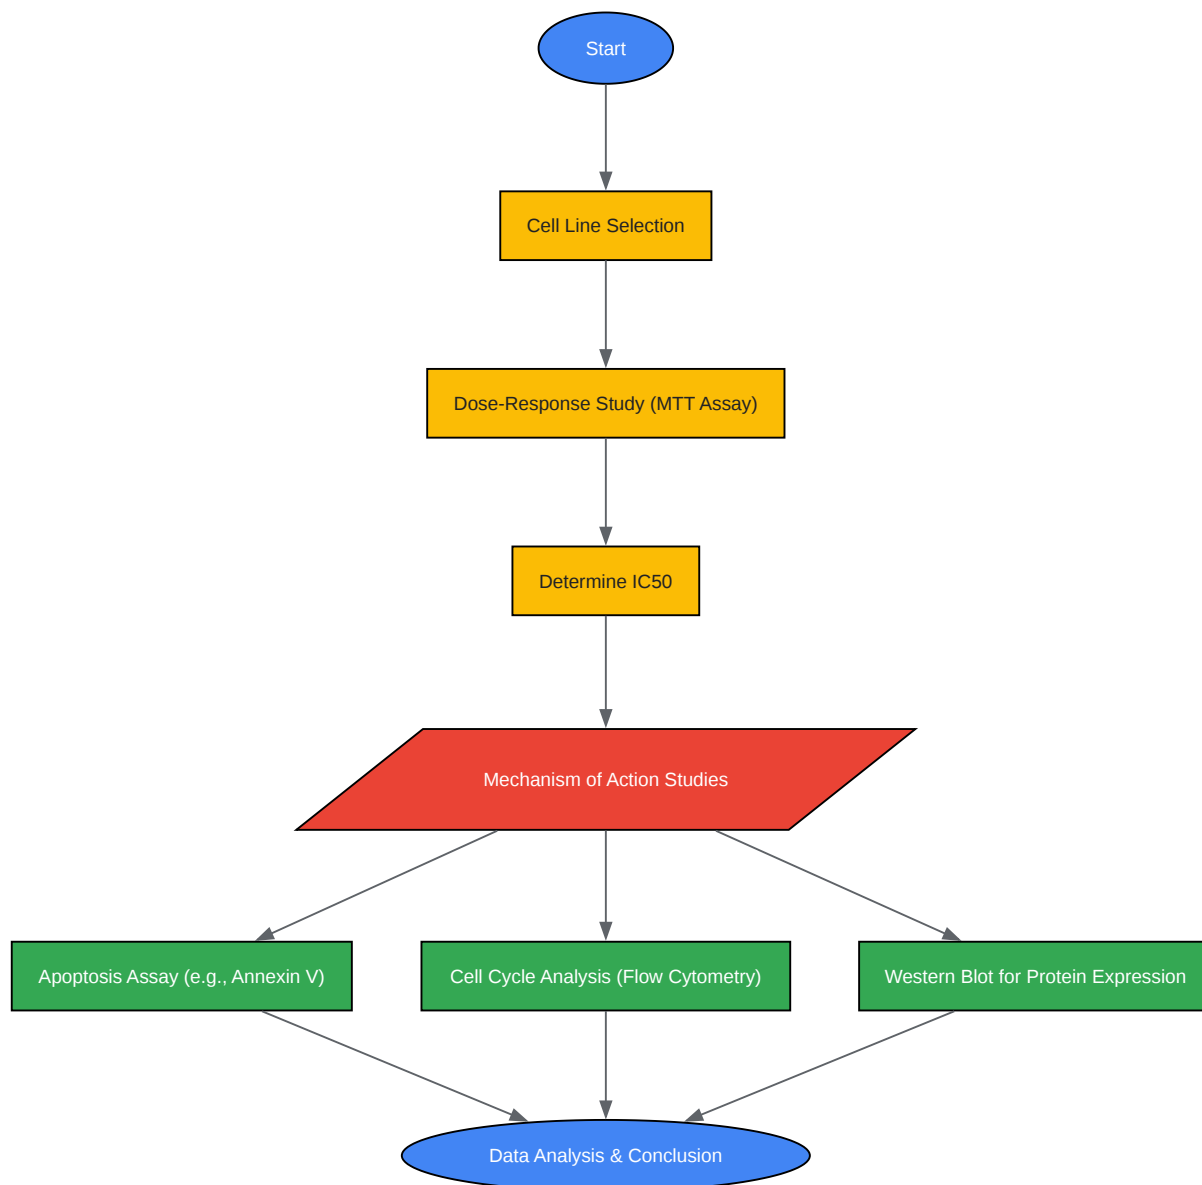 Start
Cell Line Selection
Dose-Response Study (MTT Assay)
Determine IC50
Mechanism of Action Studies
Apoptosis Assay (e.g., Annexin V)
Cell Cycle Analysis (Flow Cytometry)
Western Blot for Protein Expression
Data Analysis & Conclusion